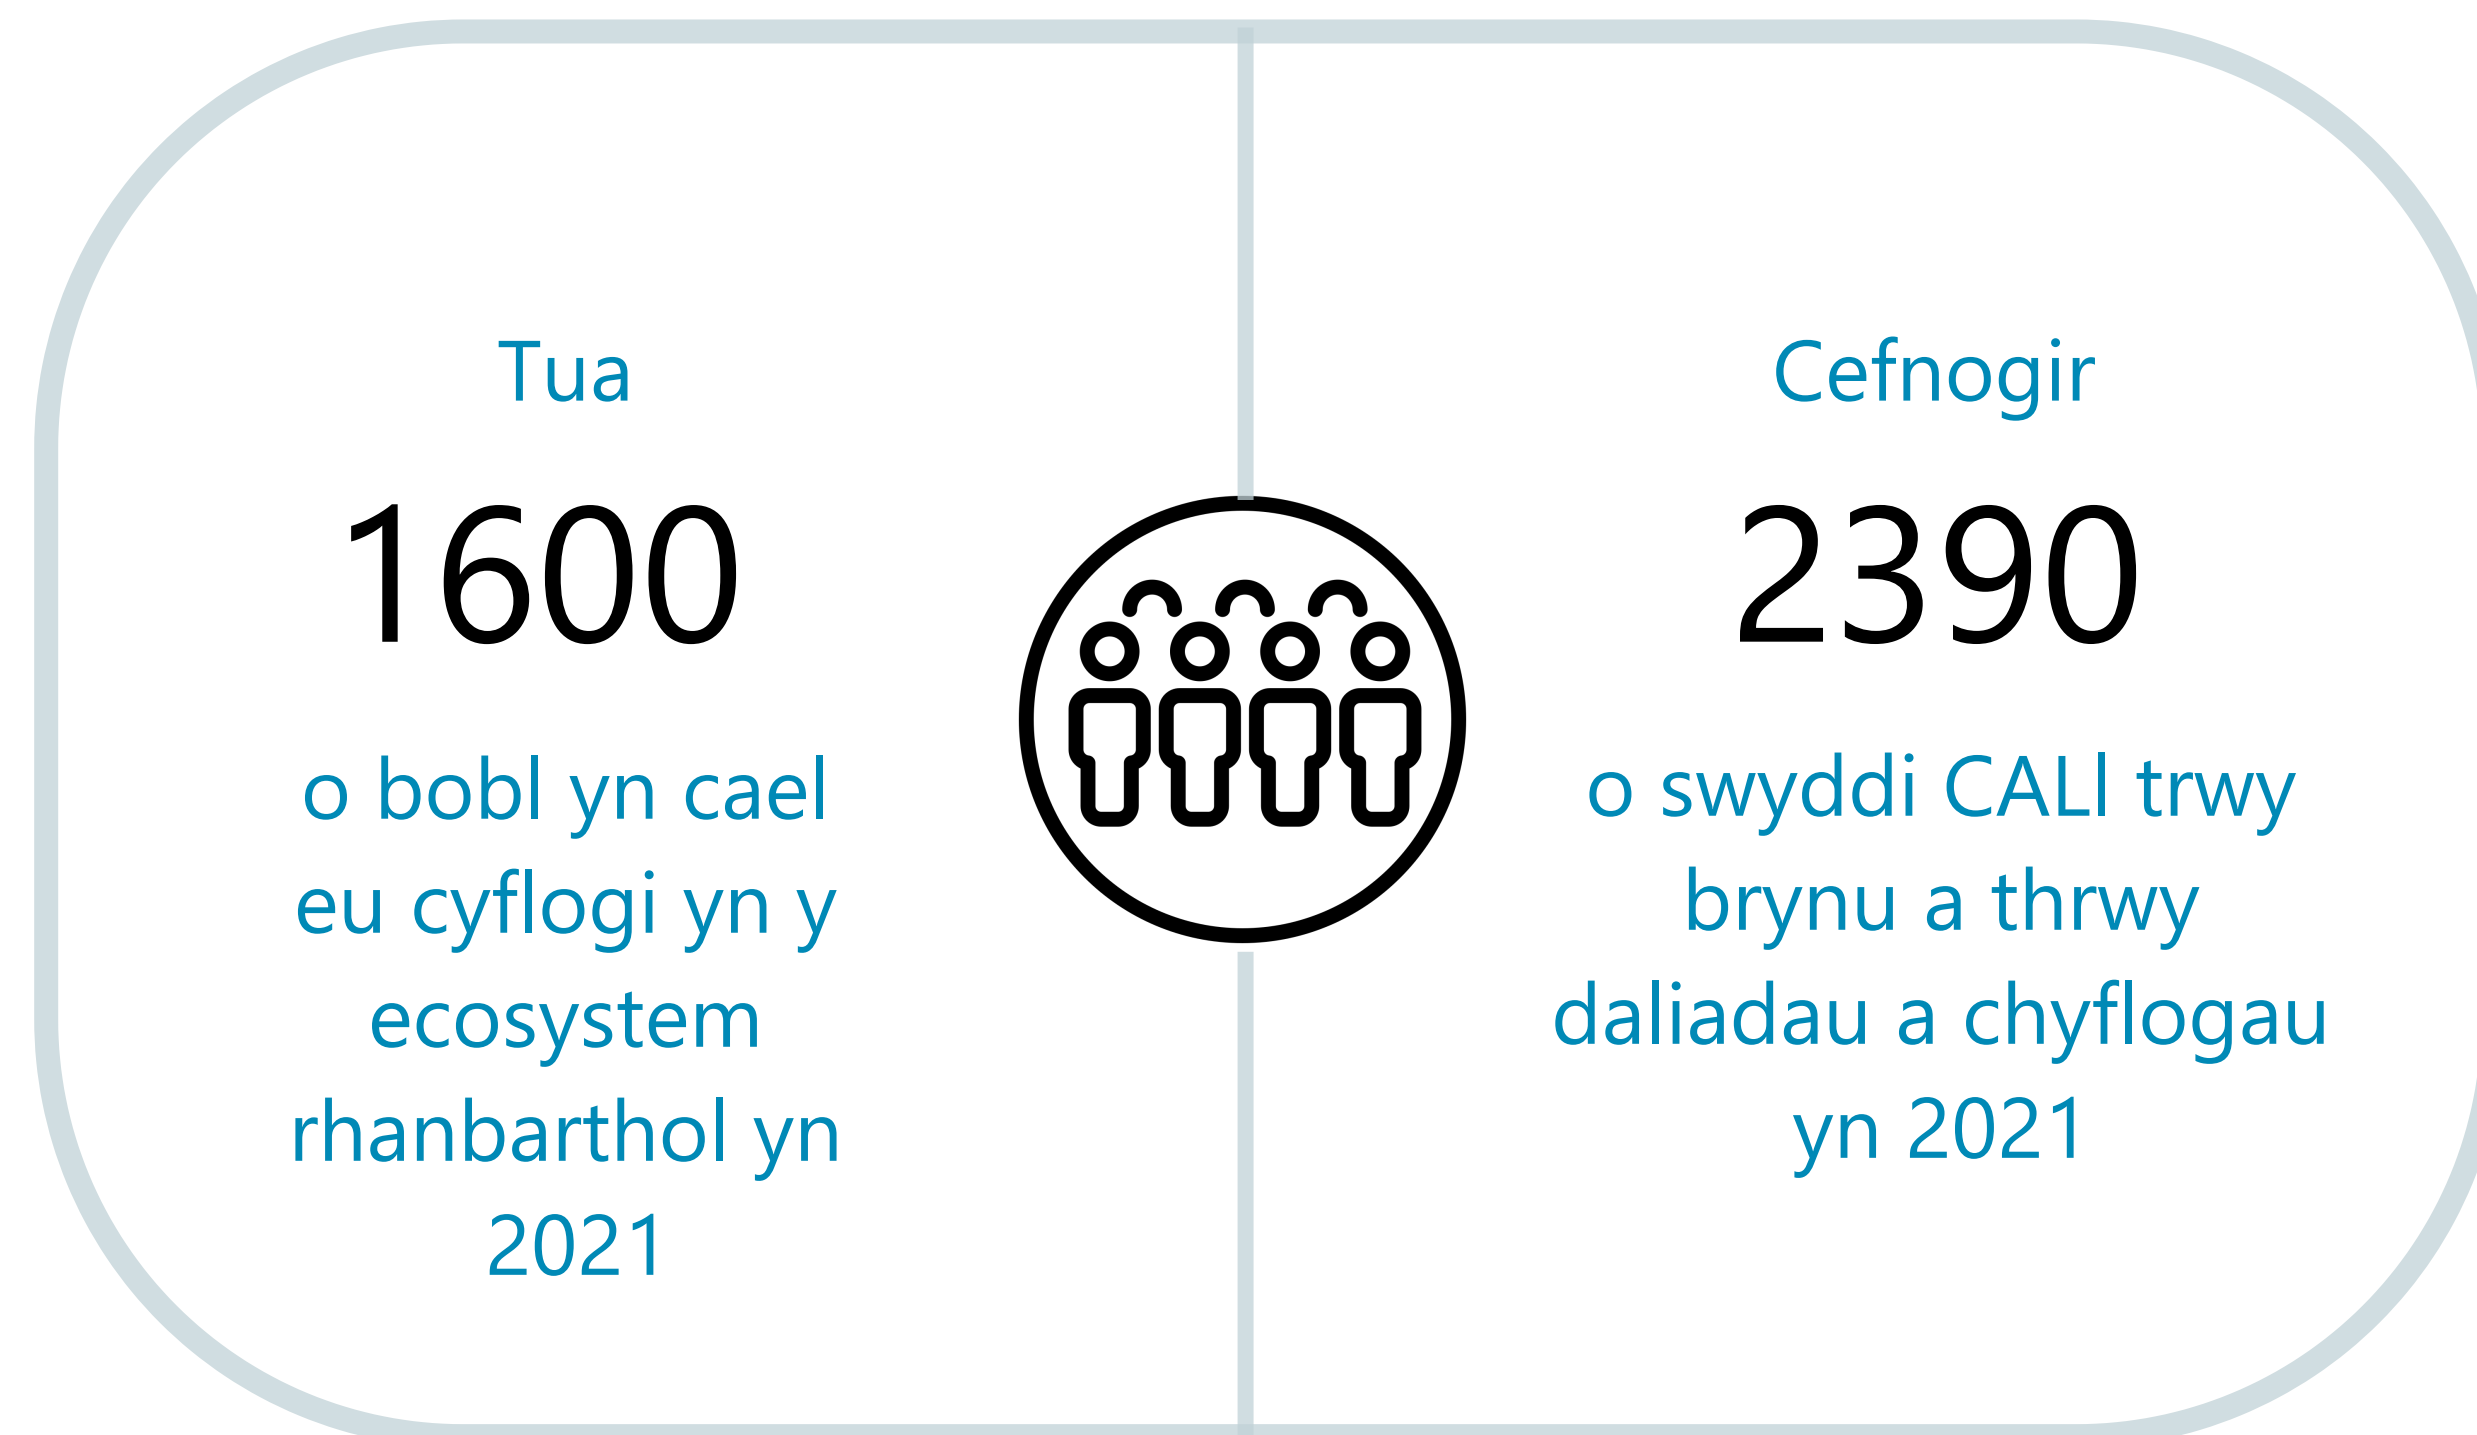 Tua
1600
o bobl yn cael
eu cyflogi yn y
ecosystem
rhanbarthol yn
2021
Cefnogir
2390
o swyddi CALl trwy
brynu a thrwy
daliadau a chyflogau
yn 2021